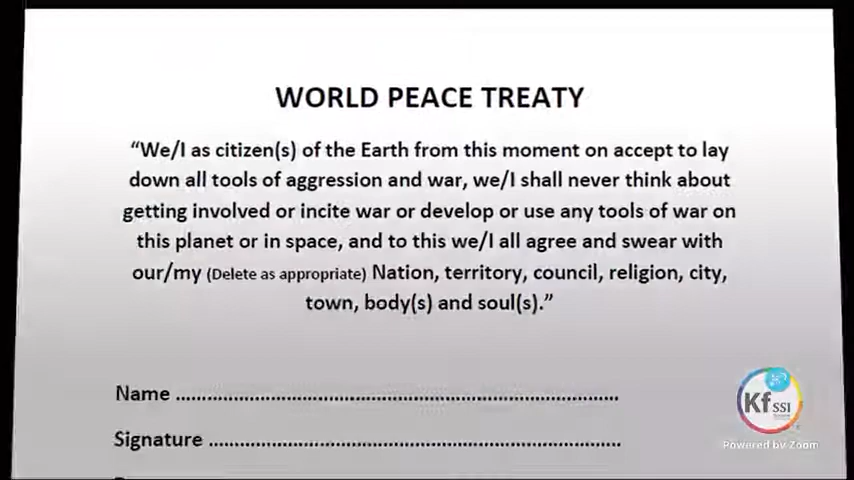 WORLD PEACE TREATY
“We/I as citizen(s) of the Earth from this moment on accept to lay
down all tools of aggression and war, we/I shall never think about
getting involved or incite war or develop or use any tools of war on
this planet or in space, and to this we/I all agree and swear with
our/my (Delete as appropriate) Nation, territory, council, religion, city,
town, body(s) and soul(s).”
Name ........................................................................
Signature ...................................................................
Kf SSI
Powered by Zoom